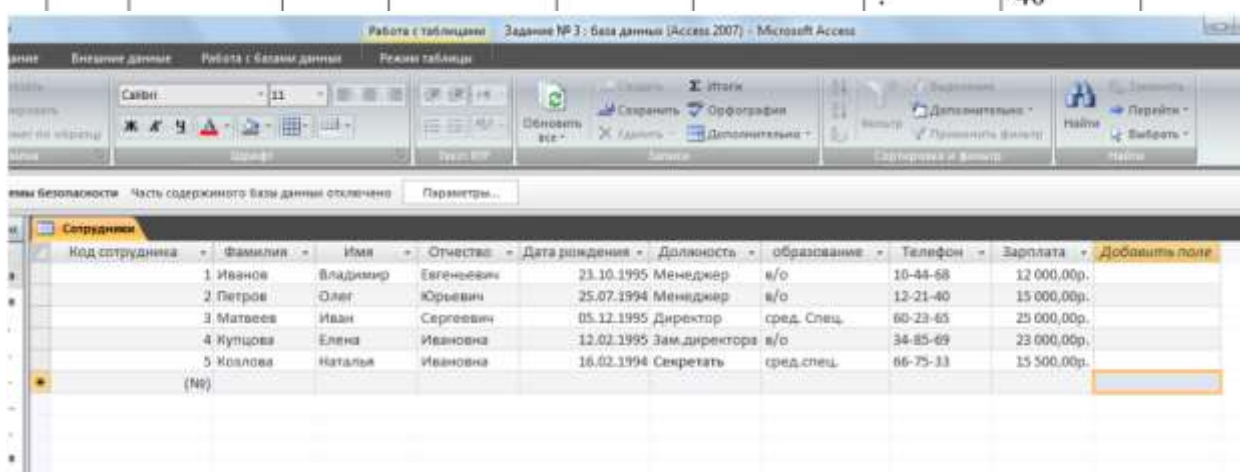 40
Работа с таблицами Задание № 3 : база данных (Access 2007) - Microsoft Access
Внешние данные Работа с базами данных Режим таблицы
Calibri 11 Σ Итоги
Сохранить Орфография Дополнительно Перейти
Ж К Ч Обновить все Удалить Дополнительно Фильтр Применить фильтр Найти Выбрать
Шрифт Записи Сортировка и фильтр Найти
Часть содержимого базы данных отключено Параметры...
Сотрудники
Код сотрудника Фамилия Имя Отчество Дата рождения Должность образование Телефон Зарплата Добавить поле
1 Иванов Владимир Евгеньевич 23.10.1995 Менеджер в/о 10-44-68 12 000,00р.
2 Петров Олег Юрьевич 25.07.1994 Менеджер в/о 12-21-40 15 000,00р.
3 Матвеев Иван Сергеевич 05.12.1995 Директор сред. Спец. 60-23-65 25 000,00р.
4 Купцова Елена Ивановна 12.02.1995 Зам.директора в/о 34-85-69 23 000,00р.
5 Козлова Наталья Ивановна 16.02.1994 Секретать сред.спец. 66-75-33 15 500,00р.
(№)